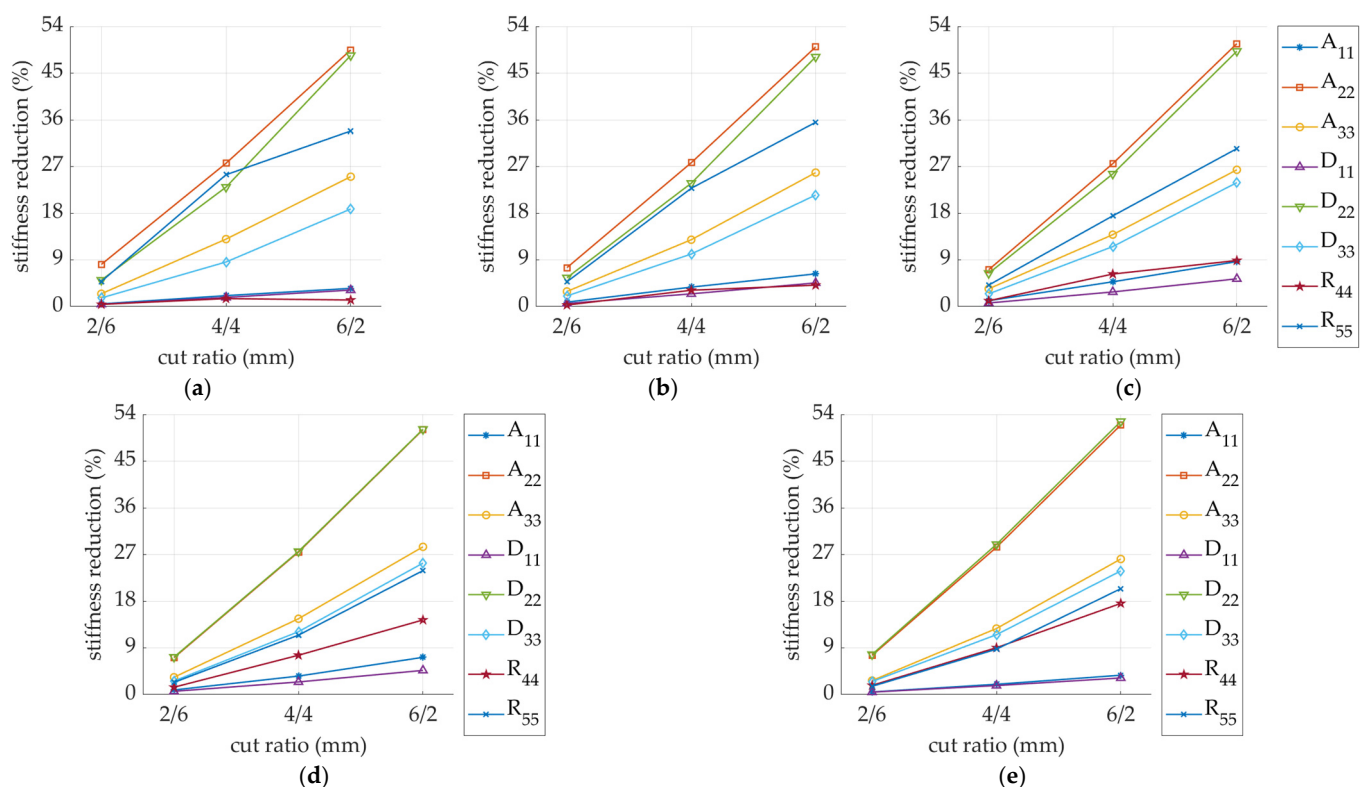 54
45
36
27
18
9
0
stiffness reduction (%)
2/6 4/4 6/2
cut ratio (mm)
(a)
54
45
36
27
18
9
0
stiffness reduction (%)
2/6 4/4 6/2
cut ratio (mm)
(b)
54
45
36
27
18
9
0
stiffness reduction (%)
2/6 4/4 6/2
cut ratio (mm)
(c)
A11
A22
A33
D11
D22
D33
R44
R55
54
45
36
27
18
9
0
stiffness reduction (%)
2/6 4/4 6/2
cut ratio (mm)
(d)
A11
A22
A33
D11
D22
D33
R44
R55
54
45
36
27
18
9
0
stiffness reduction (%)
2/6 4/4 6/2
cut ratio (mm)
(e)
A11
A22
A33
D11
D22
D33
R44
R55